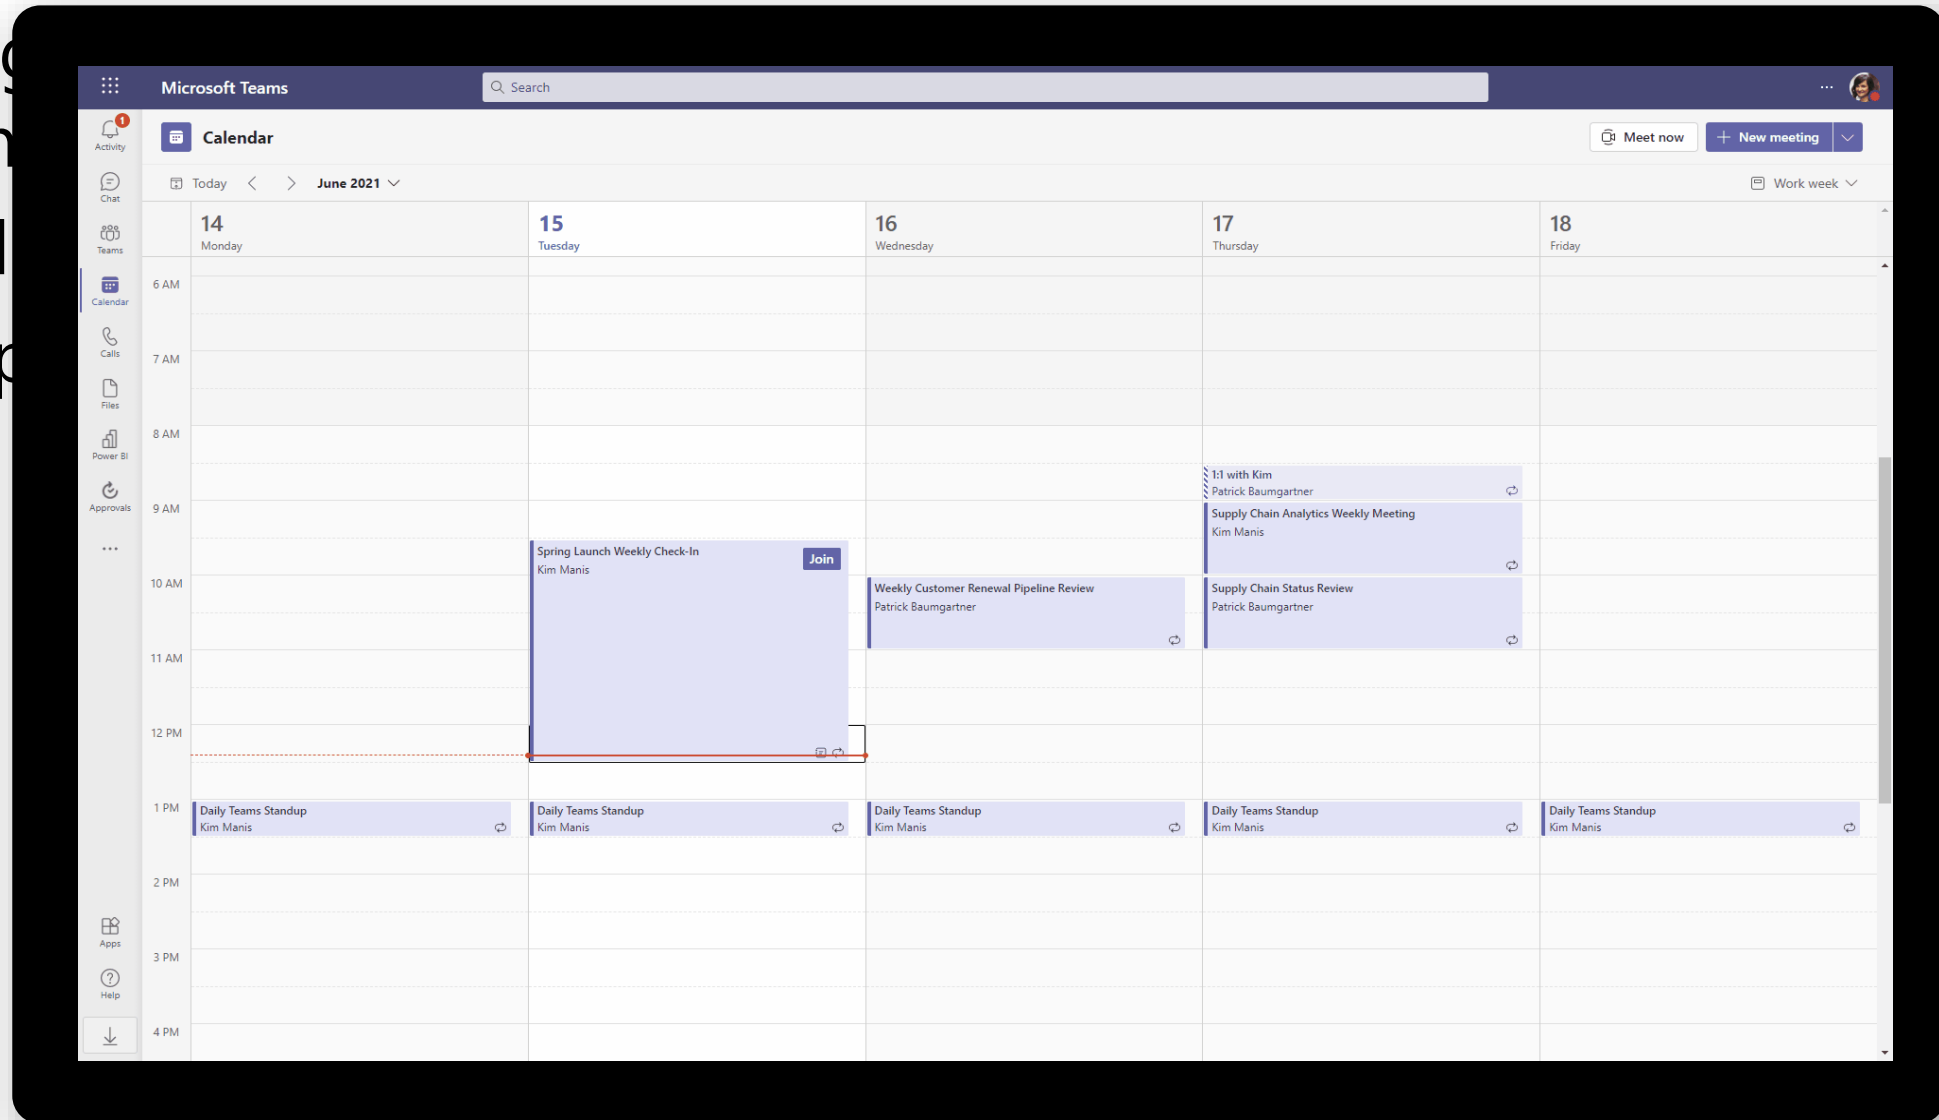 Microsoft Teams
Search
1
Activity
Calendar
Meet now
New meeting
Chat
Today
June 2021
Work week
Teams
14
Monday
15
Tuesday
16
Wednesday
17
Thursday
18
Friday
Calendar
Calls
Files
Power BI
Approvals
6 AM
7 AM
8 AM
9 AM
10 AM
11 AM
12 PM
1 PM
2 PM
3 PM
4 PM
Daily Teams Standup
Kim Manis
Spring Launch Weekly Check-In
Kim Manis
Join
Daily Teams Standup
Kim Manis
Weekly Customer Renewal Pipeline Review
Patrick Baumgartner
Daily Teams Standup
Kim Manis
1:1 with Kim
Patrick Baumgartner
Supply Chain Analytics Weekly Meeting
Kim Manis
Supply Chain Status Review
Patrick Baumgartner
Daily Teams Standup
Kim Manis
Daily Teams Standup
Kim Manis
Apps
Help